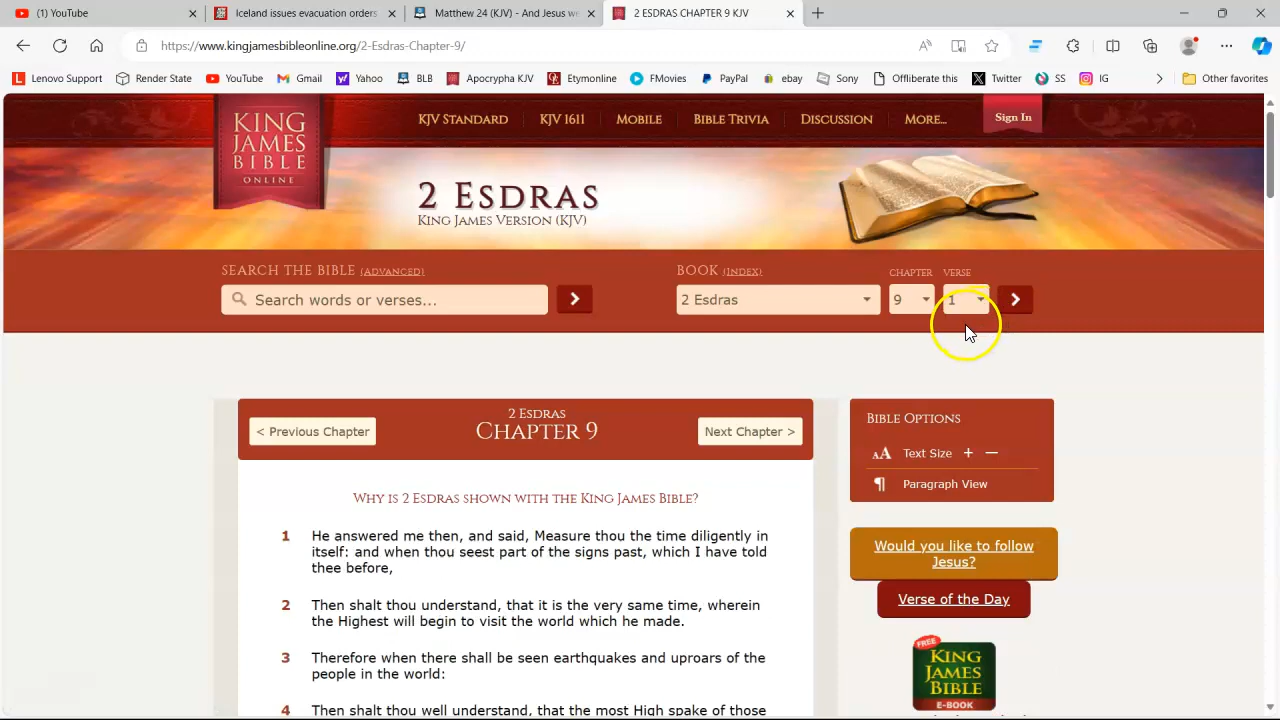 (1) YouTube
Iceland issues evacuation orders
Matthew 24 (KJV) - And Jesus we
2 ESDRAS CHAPTER 9 KJV
https://www.kingjamesbibleonline.org/2-Esdras-Chapter-9/
Lenovo Support
Render State
YouTube
Gmail
Yahoo
BLB
Apocrypha KJV
Etymonline
FMovies
PayPal
ebay
Sony
Offliberate this
Twitter
SS
IG
Other favorites
KING
JAMES
BIBLE
ONLINE
KJV Standard
KJV 1611
Mobile
Bible Trivia
Discussion
More...
Sign In
2 Esdras
King James Version (KJV)
Search the Bible (Advanced)
Search words or verses...
Book (Index)
2 Esdras
Chapter
9
Verse
1
< Previous Chapter
2 Esdras
Chapter 9
Next Chapter >
Why is 2 Esdras shown with the King James Bible?
1 He answered me then, and said, Measure thou the time diligently in
itself: and when thou seest part of the signs past, which I have told
thee before,
2 Then shalt thou understand, that it is the very same time, wherein
the Highest will begin to visit the world which he made.
3 Therefore when there shall be seen earthquakes and uproars of the
people in the world:
4 Then shalt thou well understand, that the most High spake of those
Bible Options
AA Text Size + —
¶ Paragraph View
Would you like to follow
Jesus?
Verse of the Day
FREE
KING
JAMES
BIBLE
E-BOOK